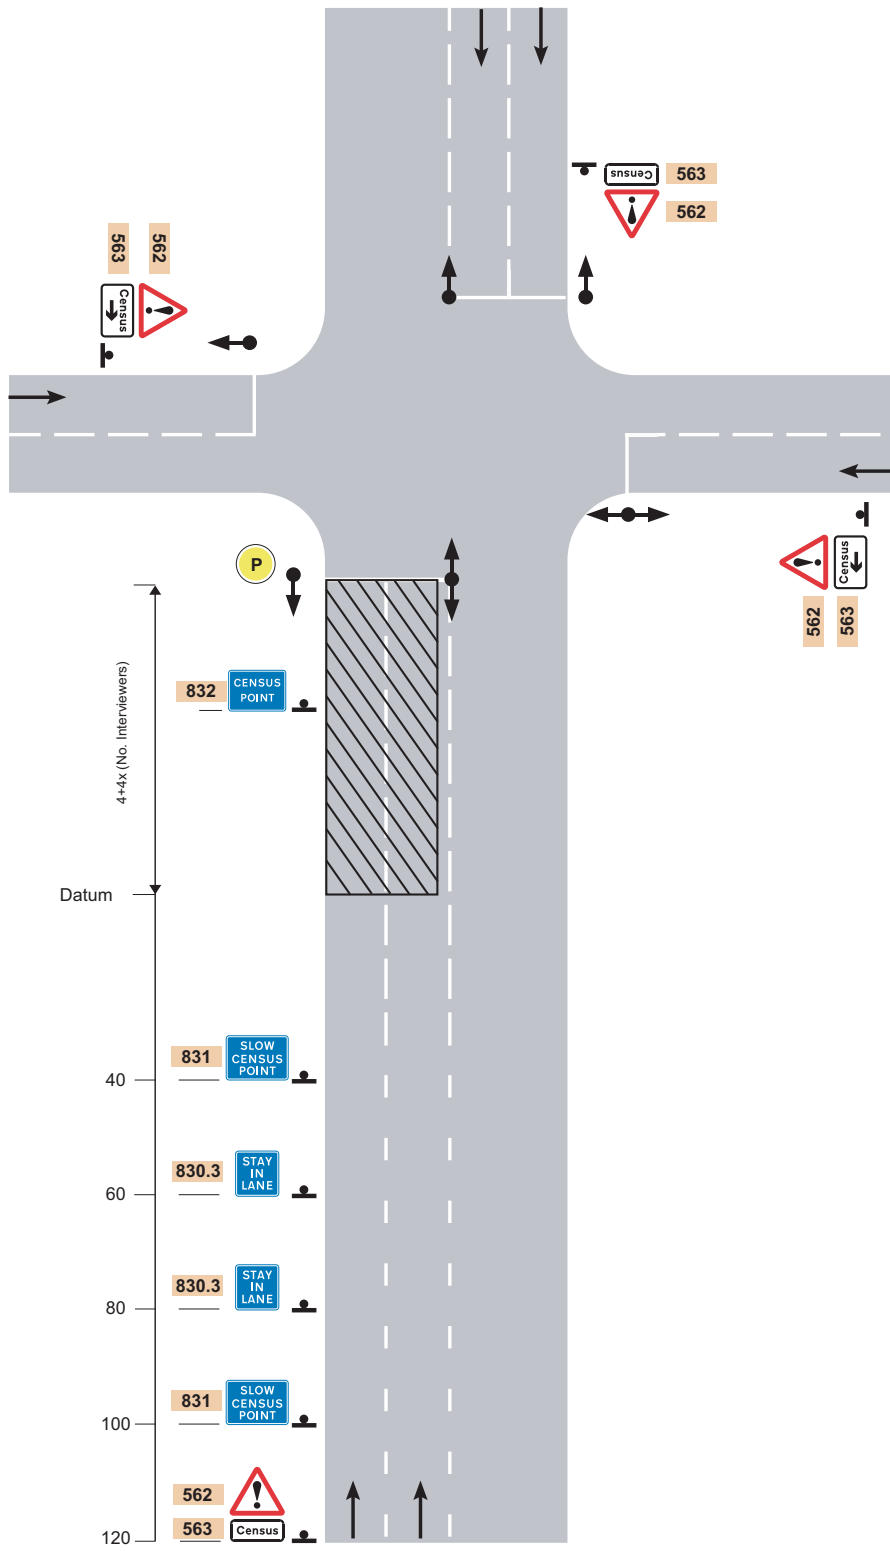 Census
563
562
563
562
Census
P
832
CENSUS
POINT
Census
562
563
4+4x (No. Interviewers)
Datum
831
SLOW
CENSUS
POINT
40
830.3
STAY
IN
LANE
60
830.3
STAY
IN
LANE
80
831
SLOW
CENSUS
POINT
100
562
563
Census
120